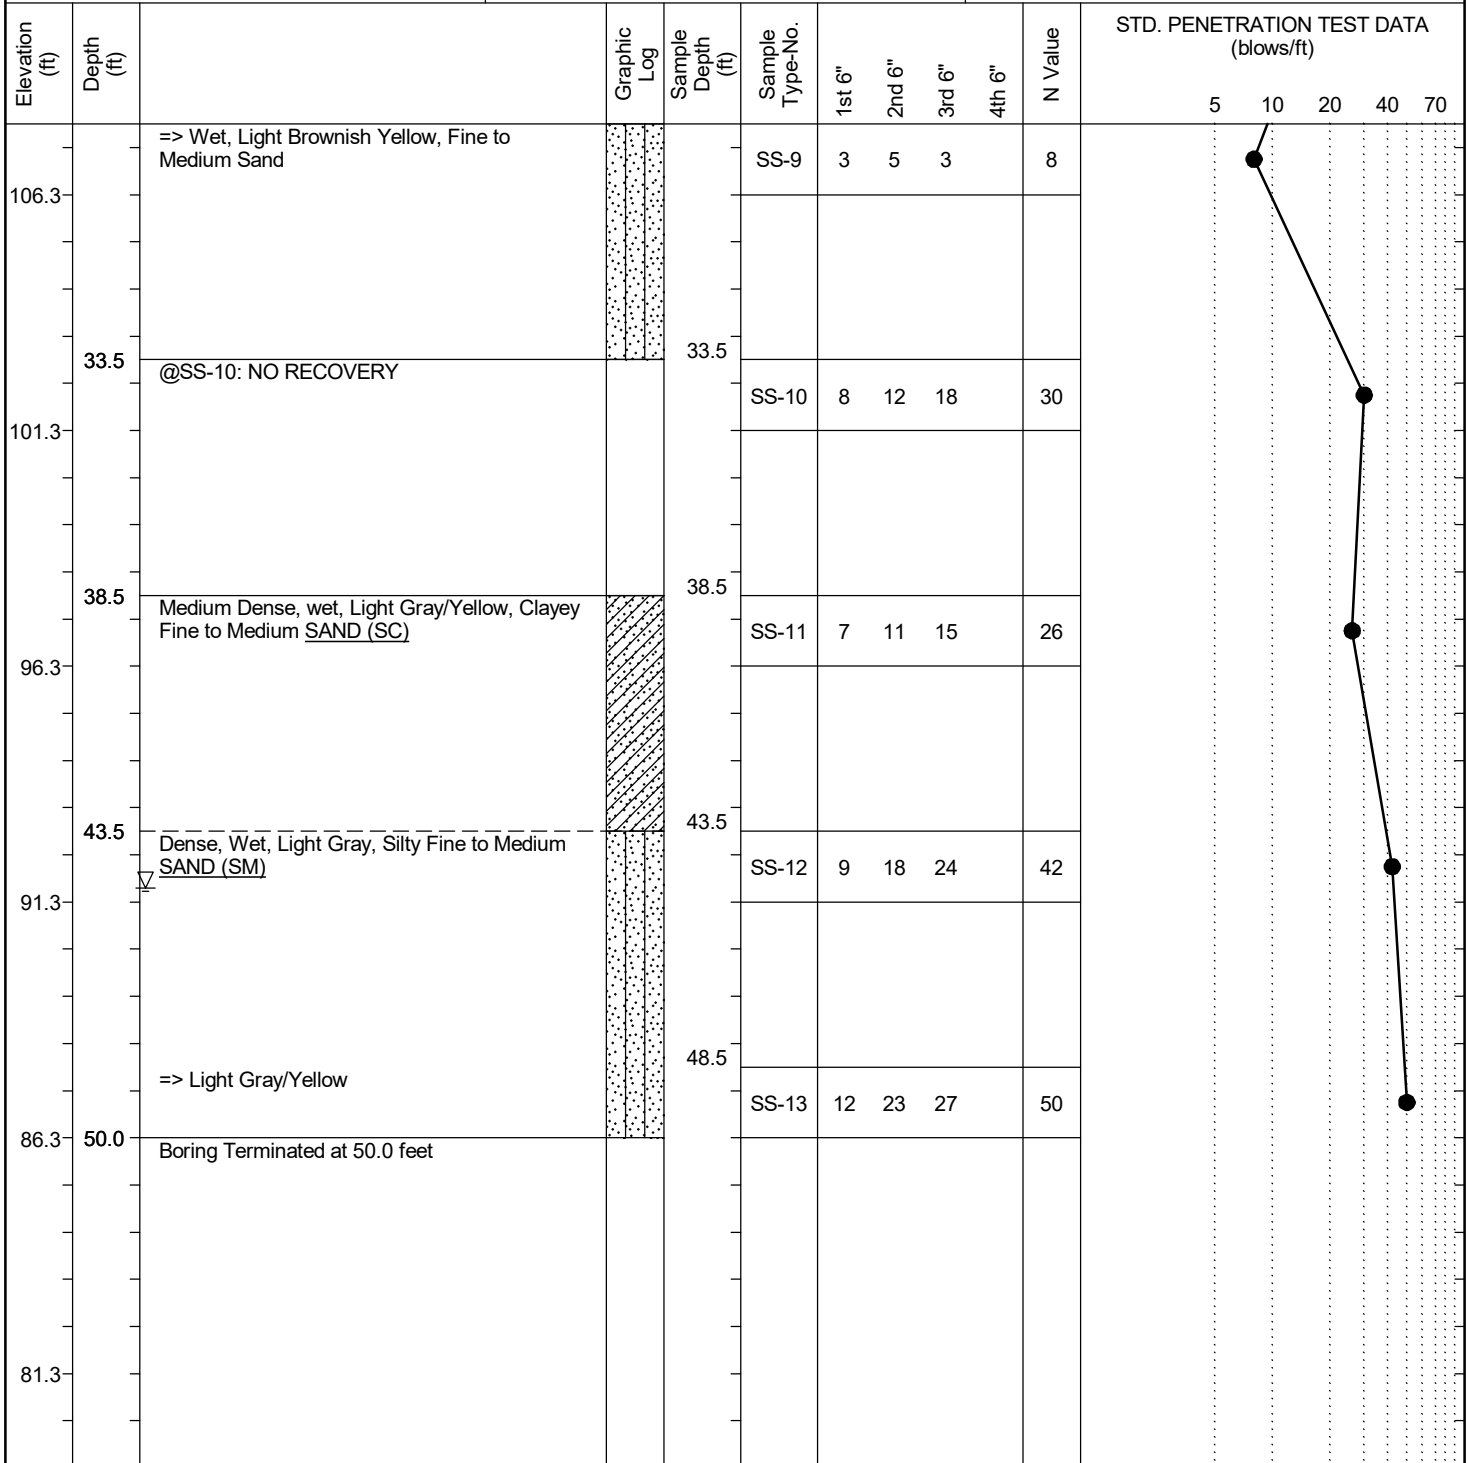 Elevation
(ft)
Depth
(ft)
Graphic
Log
Sample
Depth
(ft)
Sample
Type-No.
1st 6"
2nd 6"
3rd 6"
4th 6"
N Value
STD. PENETRATION TEST DATA
(blows/ft)
5 10 20 40 70
=> Wet, Light Brownish Yellow, Fine to
Medium Sand
SS-9 3 5 3 8
106.3
33.5 33.5
@SS-10: NO RECOVERY
SS-10 8 12 18 30
101.3
38.5 38.5
Medium Dense, wet, Light Gray/Yellow, Clayey
Fine to Medium SAND (SC)
SS-11 7 11 15 26
96.3
43.5 43.5
Dense, Wet, Light Gray, Silty Fine to Medium
SAND (SM)
SS-12 9 18 24 42
91.3
48.5
=> Light Gray/Yellow
SS-13 12 23 27 50
86.3 50.0
Boring Terminated at 50.0 feet
81.3